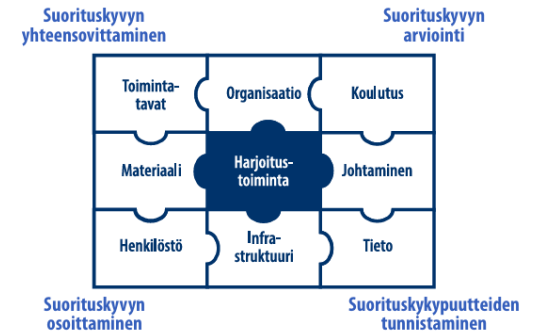 Suorituskyvyn
yhteensovittaminen
Suorituskyvyn
arviointi
Toiminta-
tavat
Organisaatio
Koulutus
Materiaali
Harjoitus-
toiminta
Johtaminen
Henkilöstö
Infra-
struktuuri
Tieto
Suorituskyvyn
osoittaminen
Suorituskykypuutteiden
tunnistaminen